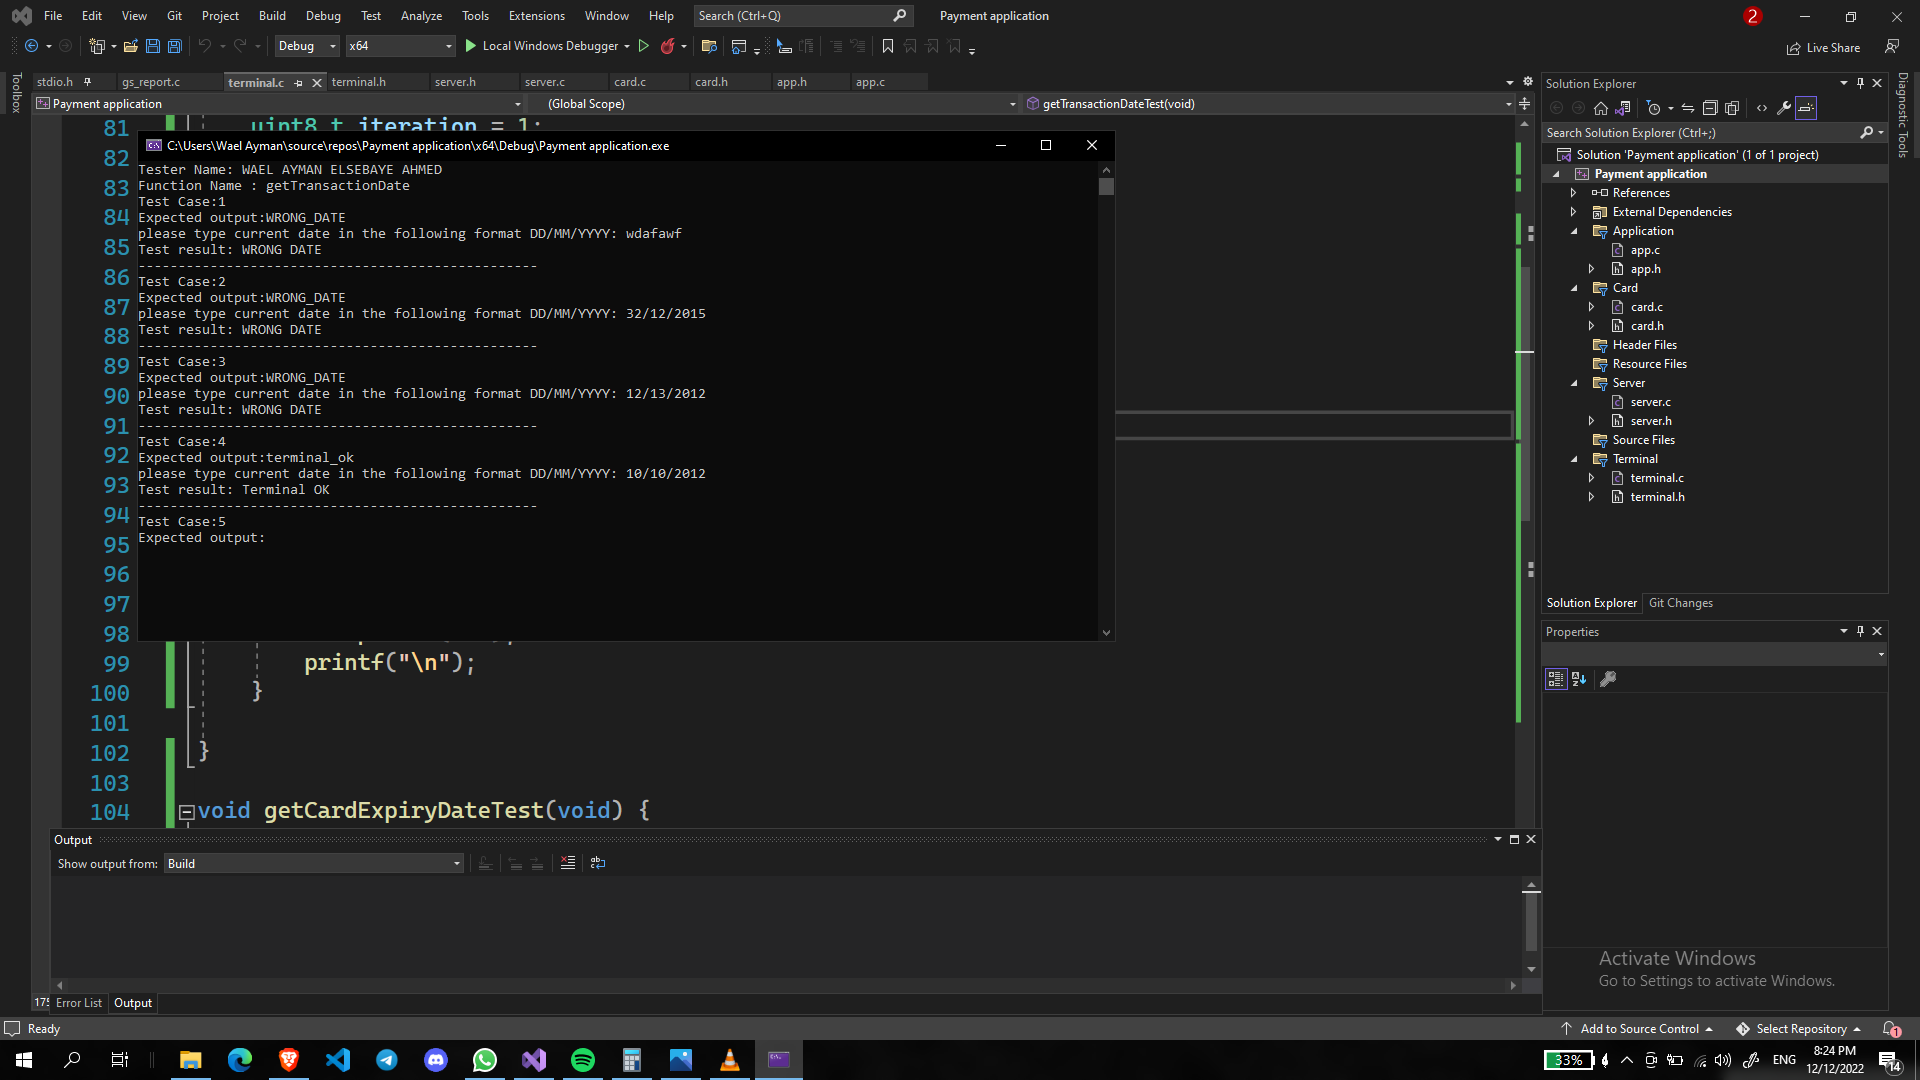 File Edit View Git Project Build Debug Test Analyze Tools Extensions Window Help Search (Ctrl+Q) Payment application 2
Debug x64 Local Windows Debugger Live Share
Toolbox
stdio.h gs_report.c terminal.c terminal.h server.h server.c card.c card.h app.h app.c
Payment application (Global Scope) getTransactionDateTest(void)
81 uint8_t iteration = 1;
82
83
84
85
86
87
88
89
90
91
92
93
94
95
96
97
98
99 printf("\n");
100 }
101
102 }
103
104 void getCardExpiryDateTest(void) {
C:\Users\Wael Ayman\source\repos\Payment application\x64\Debug\Payment application.exe
Tester Name: WAEL AYMAN ELSEBAYE AHMED
Function Name : getTransactionDate
Test Case:1
Expected output:WRONG_DATE
please type current date in the following format DD/MM/YYYY: wdafawf
Test result: WRONG DATE
--------------------------------------------------
Test Case:2
Expected output:WRONG_DATE
please type current date in the following format DD/MM/YYYY: 32/12/2015
Test result: WRONG DATE
--------------------------------------------------
Test Case:3
Expected output:WRONG_DATE
please type current date in the following format DD/MM/YYYY: 12/13/2012
Test result: WRONG DATE
--------------------------------------------------
Test Case:4
Expected output:terminal_ok
please type current date in the following format DD/MM/YYYY: 10/10/2012
Test result: Terminal OK
--------------------------------------------------
Test Case:5
Expected output:
Output
Show output from: Build
175
Error List Output
Solution Explorer
Search Solution Explorer (Ctrl+;)
Solution 'Payment application' (1 of 1 project)
Payment application
References
External Dependencies
Application
app.c
app.h
Card
card.c
card.h
Header Files
Resource Files
Server
server.c
server.h
Source Files
Terminal
terminal.c
terminal.h
Solution Explorer Git Changes
Properties
Diagnostic Tools
Activate Windows
Go to Settings to activate Windows.
Ready Add to Source Control Select Repository 1
33% ENG 8:24 PM
12/12/2022 14